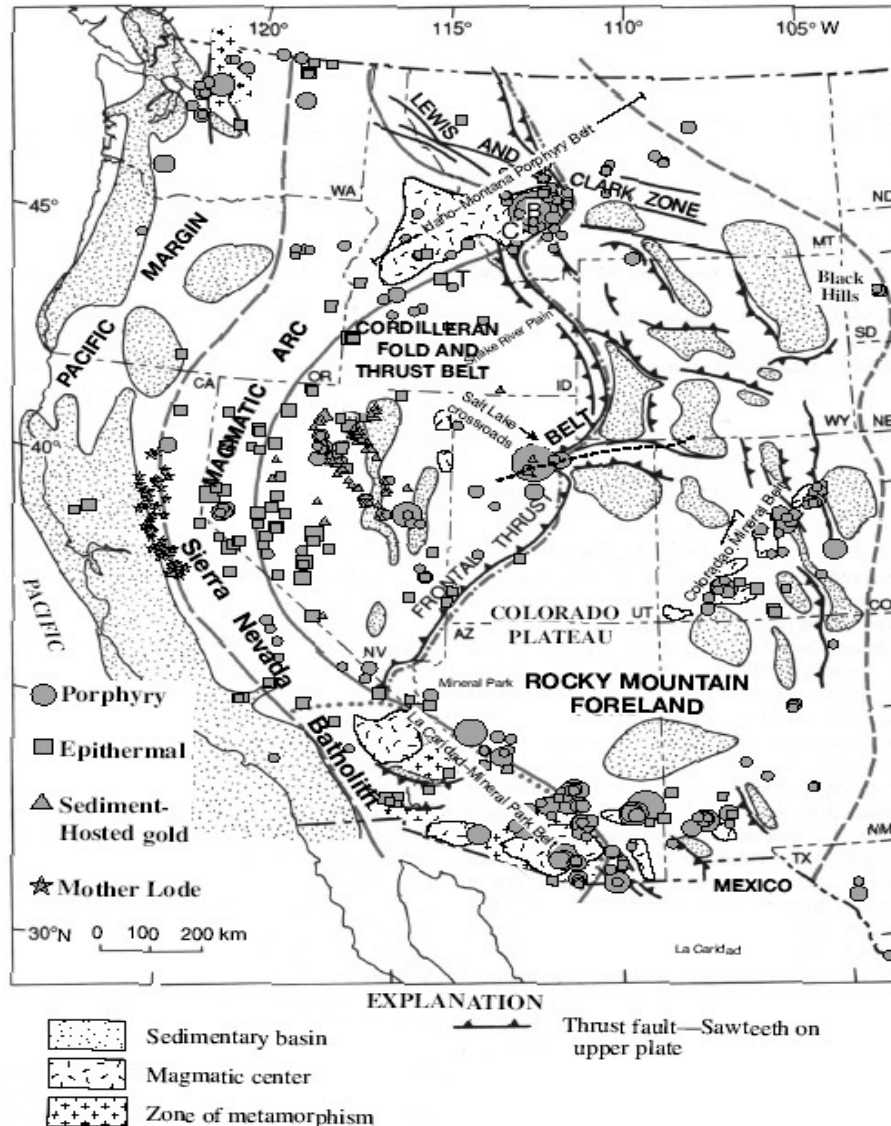 120°
115°
110°
105° W
LEWIS
AND
CLARK ZONE
Idaho–Montana Porphyry Belt
WA
45°
ND
B
C
MT
T
Black
Hills
SD
PACIFIC MARGIN
MAGMATIC ARC
CORDILLERAN
FOLD AND
THRUST BELT
Snake River Plain
CA
OR
ID
WY
NE
Salt Lake
crossroads
40°
FRONTAL THRUST BELT
Coloradao Mineral Belt
Sierra Nevada Batholith
PACIFIC
COLORADO
PLATEAU
UT
CO
AZ
NV
Mineral Park
ROCKY MOUNTAIN
FORELAND
La Caridad–Mineral Park Belt
Porphyry
Epithermal
Sediment-
Hosted gold
Mother Lode
NM
TX
MEXICO
30°N
0 100 200 km
La Caridad
EXPLANATION
Sedimentary basin
Magmatic center
Zone of metamorphism
Thrust fault—Sawteeth on
upper plate